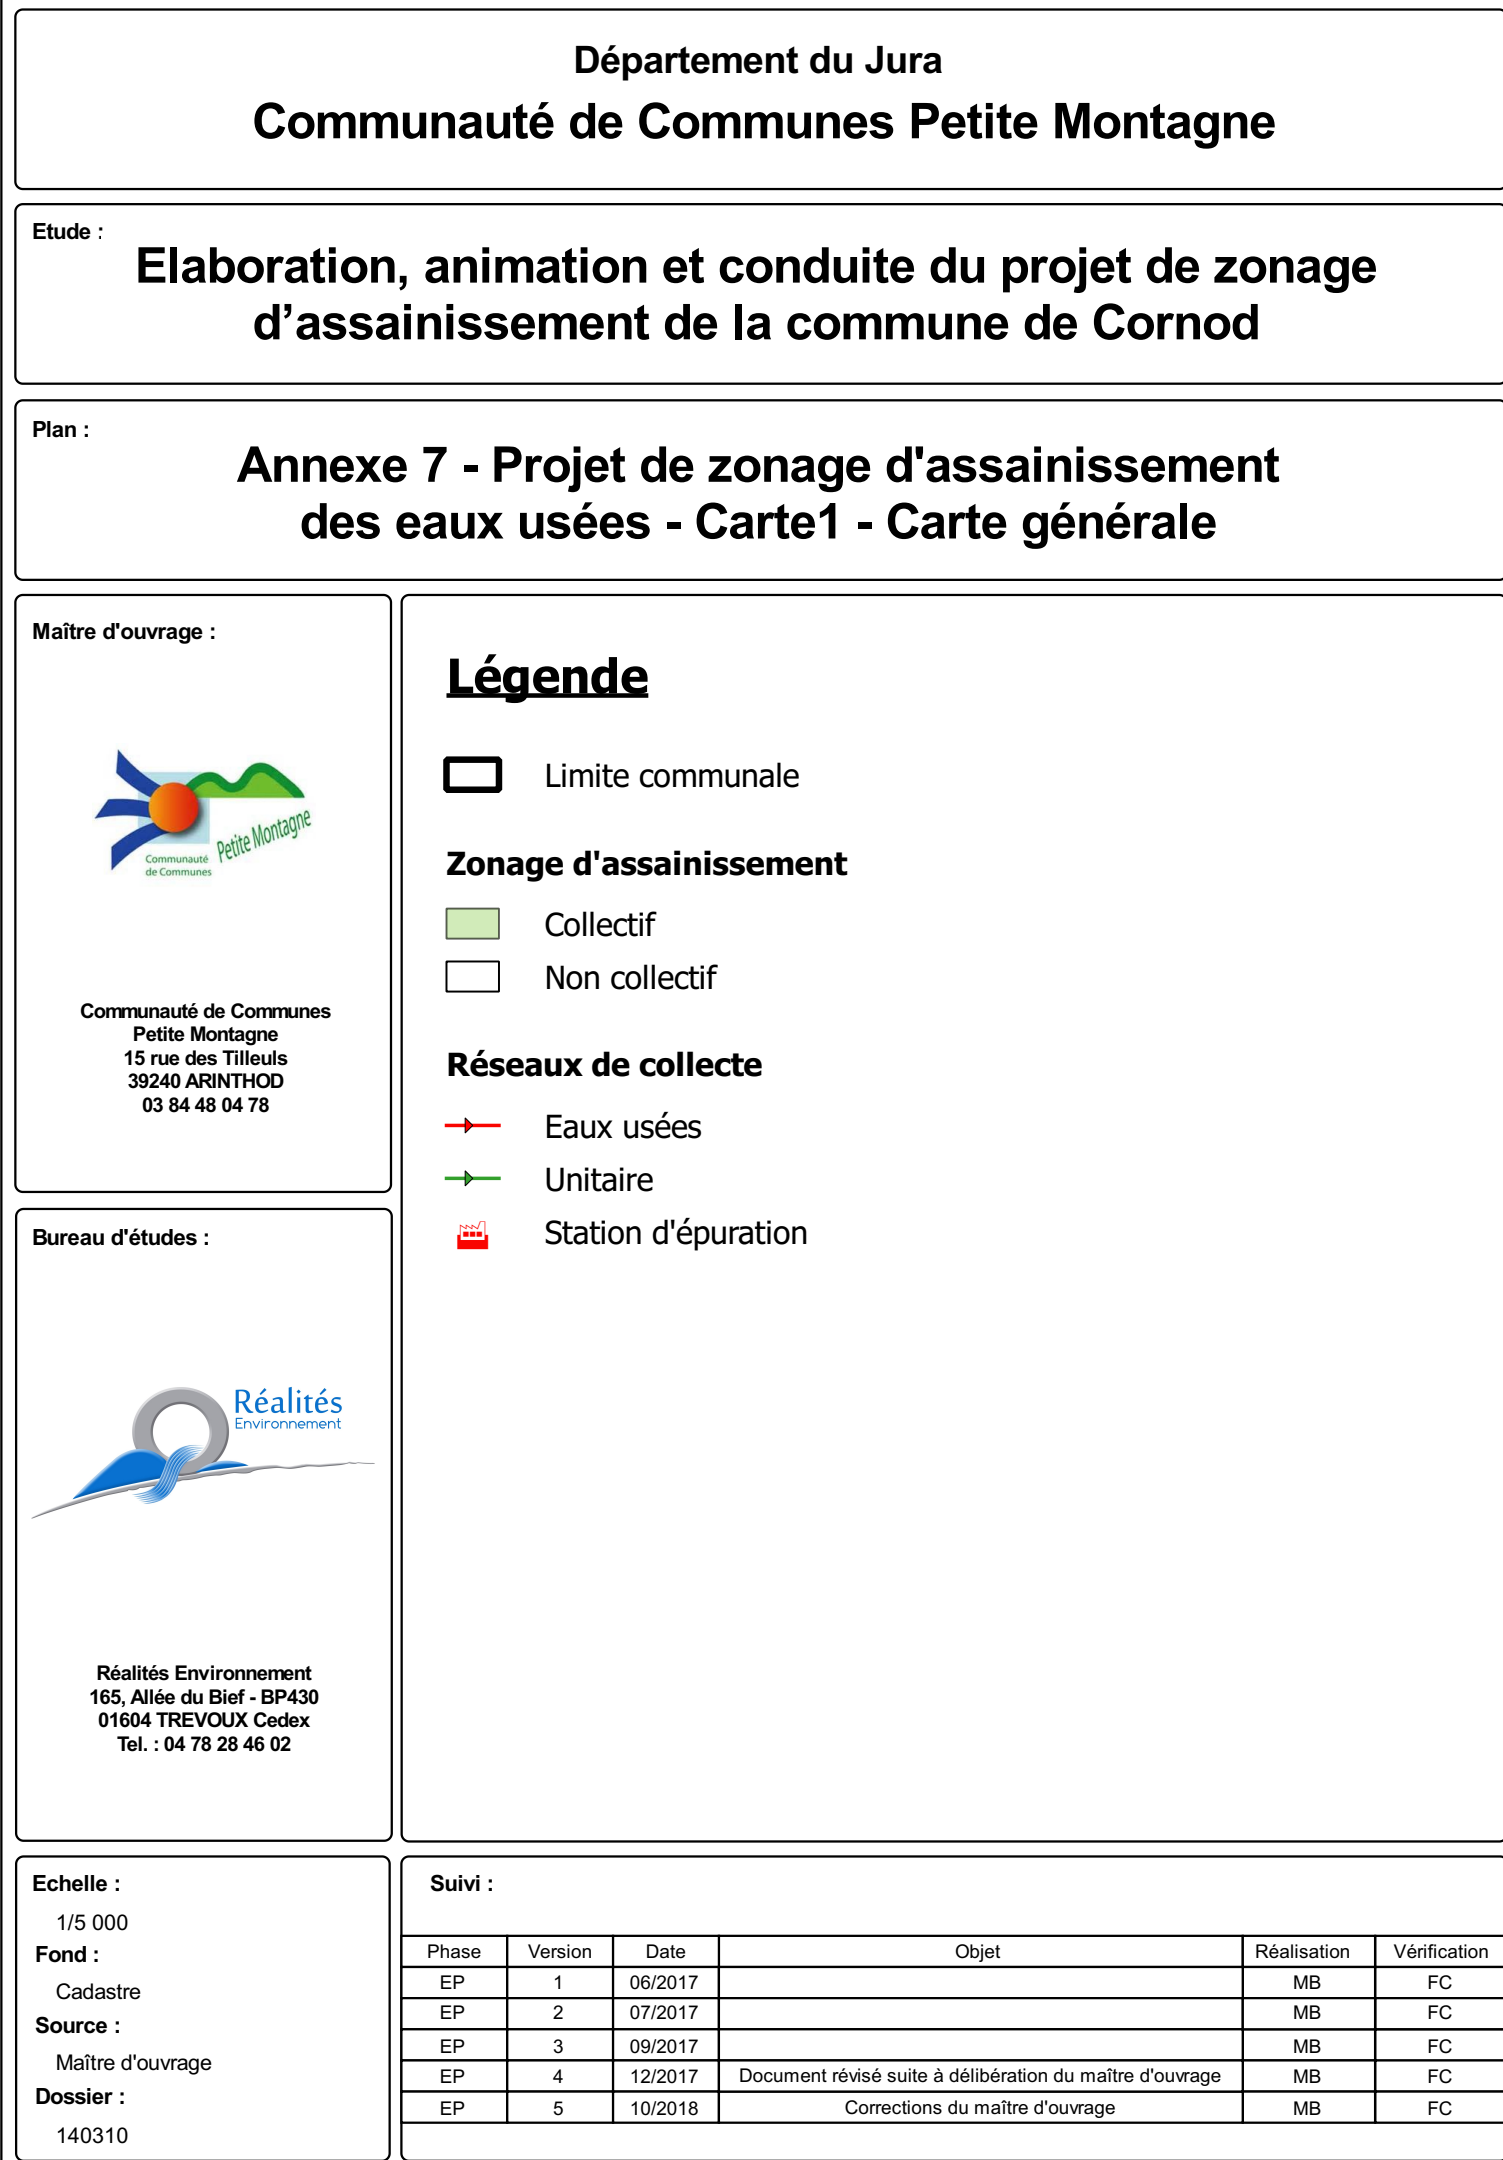 Département du Jura
Communauté de Communes Petite Montagne
Etude :
Elaboration, animation et conduite du projet de zonage
d’assainissement de la commune de Cornod
Plan :
Annexe 7 - Projet de zonage d'assainissement
des eaux usées - Carte1 - Carte générale
Maître d'ouvrage :
Communauté
de Communes
Petite Montagne
Communauté de Communes
Petite Montagne
15 rue des Tilleuls
39240 ARINTHOD
03 84 48 04 78
Bureau d'études :
Réalités
Environnement
Réalités Environnement
165, Allée du Bief - BP430
01604 TREVOUX Cedex
Tel. : 04 78 28 46 02
Légende
Limite communale
Zonage d'assainissement
Collectif
Non collectif
Réseaux de collecte
Eaux usées
Unitaire
Station d'épuration
Echelle :
1/5 000
Fond :
Cadastre
Source :
Maître d'ouvrage
Dossier :
140310
Suivi :
Phase Version Date Objet Réalisation Vérification
EP 1 06/2017 MB FC
EP 2 07/2017 MB FC
EP 3 09/2017 MB FC
EP 4 12/2017 Document révisé suite à délibération du maître d'ouvrage MB FC
EP 5 10/2018 Corrections du maître d'ouvrage MB FC